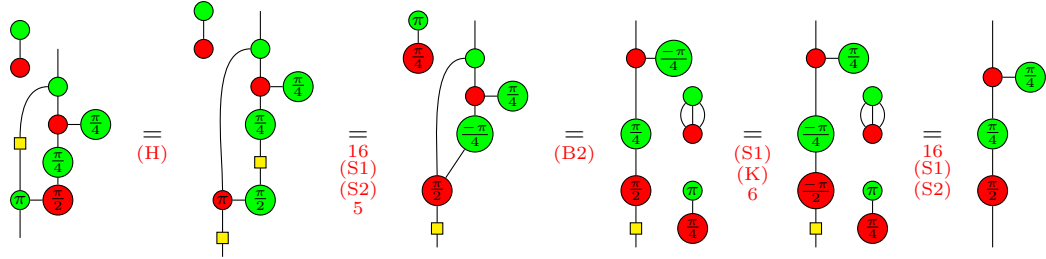 π/4
π π/2
=
(H)
π/4
π/4
π π/2
=
16
(S1)
(S2)
5
π
π/4
π/4
-π/4
π/2
=
(B2)
-π/4
π/4
π/2
π
π/4
=
(S1)
(K)
6
π/4
-π/4
-π/2
π
π/4
=
16
(S1)
(S2)
π/4
π/4
π/2